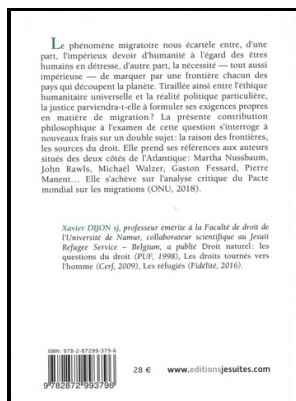 Le phénomène migratoire nous écartèle entre, d'une
part, l'impérieux devoir d'humanité à l'égard des êtres
humains en détresse, d'autre part, la nécessité — tout aussi
impérieuse — de marquer par une frontière chacun des
pays qui découpent la planète. Tiraillée ainsi entre l'éthique
humanitaire universelle et la réalité politique particulière,
la justice parviendra-t-elle à formuler ses exigences propres
en matière de migration ? La présente contribution
philosophique à l'examen de cette question s'interroge à
nouveaux frais sur un double sujet : la raison des frontières,
les sources du droit. Elle prend ses références aux auteurs
situés des deux côtés de l'Atlantique : Martha Nussbaum,
John Rawls, Michaël Walzer, Gaston Fessard, Pierre
Manent... Elle s'achève sur l'analyse critique du Pacte
mondial sur les migrations (ONU, 2018).
Xavier DIJON sj, professeur émérite à la Faculté de droit de
l'Université de Namur, collaborateur scientifique au Jesuit
Refugee Service – Belgium, a publié Droit naturel : les
questions du droit (PUF, 1998), Les droits tournés vers
l'homme (Cerf, 2009), Les réfugiés (Fidélité, 2016).
ISBN: 978-2-87299-379-6
9 782872 993796
28 € www.editionsjesuites.com